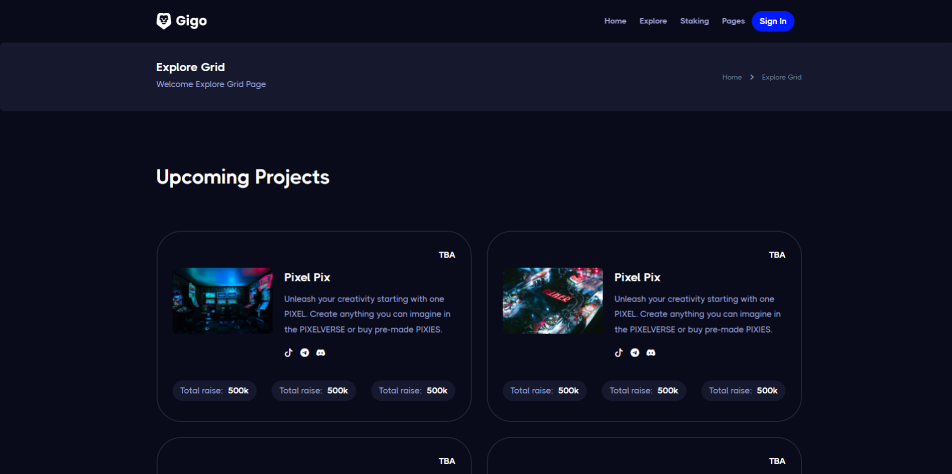 Gigo
Home Explore Staking Pages Sign In
Explore Grid
Welcome Explore Grid Page
Home Explore Grid
Upcoming Projects
TBA
Pixel Pix
Unleash your creativity starting with one
PIXEL. Create anything you can imagine in
the PIXELVERSE or buy pre-made PIXIES.
Total raise: 500k Total raise: 500k Total raise: 500k
TBA
Pixel Pix
Unleash your creativity starting with one
PIXEL. Create anything you can imagine in
the PIXELVERSE or buy pre-made PIXIES.
Total raise: 500k Total raise: 500k Total raise: 500k
TBA
TBA